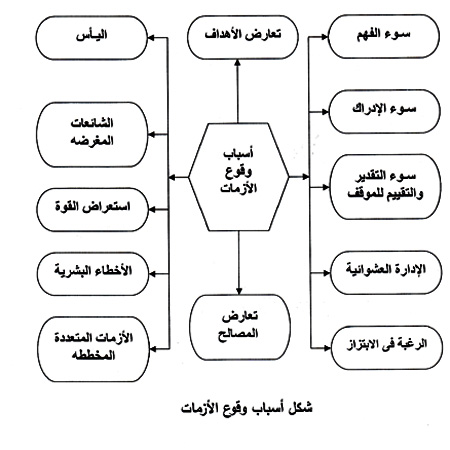 سوء الفهم
تعارض الأهداف
اليأس
سوء الإدراك
الشائعات
المغرضه
أسباب
وقوع
الأزمات
سوء التقدير
والتقييم للموقف
استعراض القوة
الإدارة العشوائية
الأخطاء البشرية
تعارض
المصالح
الرغبة فى الابتزاز
الأزمات المتعددة
المخططه
شكل أسباب وقوع الأزمات